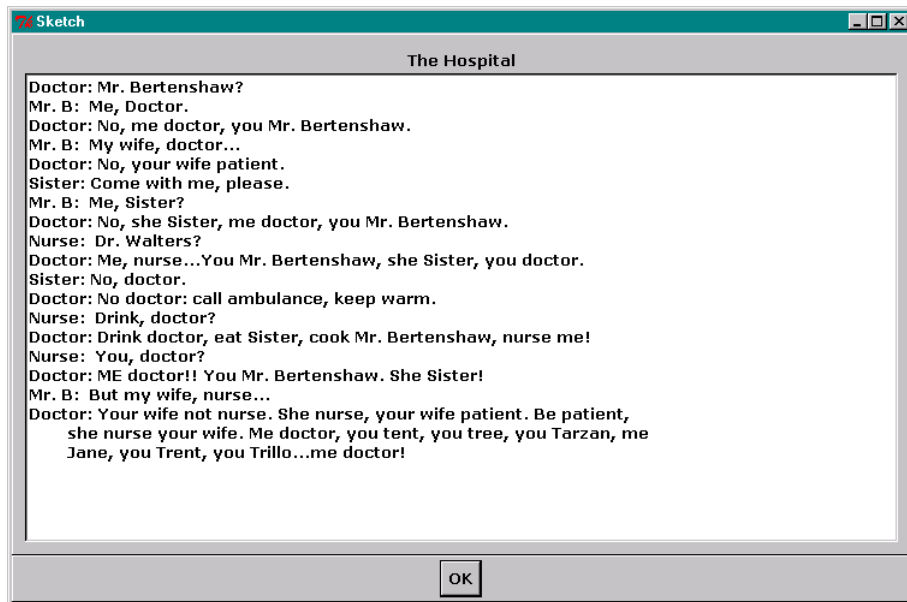 Sketch
The Hospital
Doctor: Mr. Bertenshaw?
Mr. B:  Me, Doctor.
Doctor: No, me doctor, you Mr. Bertenshaw.
Mr. B:  My wife, doctor...
Doctor: No, your wife patient.
Sister: Come with me, please.
Mr. B:  Me, Sister?
Doctor: No, she Sister, me doctor, you Mr. Bertenshaw.
Nurse:  Dr. Walters?
Doctor: Me, nurse...You Mr. Bertenshaw, she Sister, you doctor.
Sister: No, doctor.
Doctor: No doctor: call ambulance, keep warm.
Nurse:  Drink, doctor?
Doctor: Drink doctor, eat Sister, cook Mr. Bertenshaw, nurse me!
Nurse:  You, doctor?
Doctor: ME doctor!! You Mr. Bertenshaw. She Sister!
Mr. B:  But my wife, nurse...
Doctor: Your wife not nurse. She nurse, your wife patient. Be patient,
she nurse your wife. Me doctor, you tent, you tree, you Tarzan, me
Jane, you Trent, you Trillo...me doctor!
OK